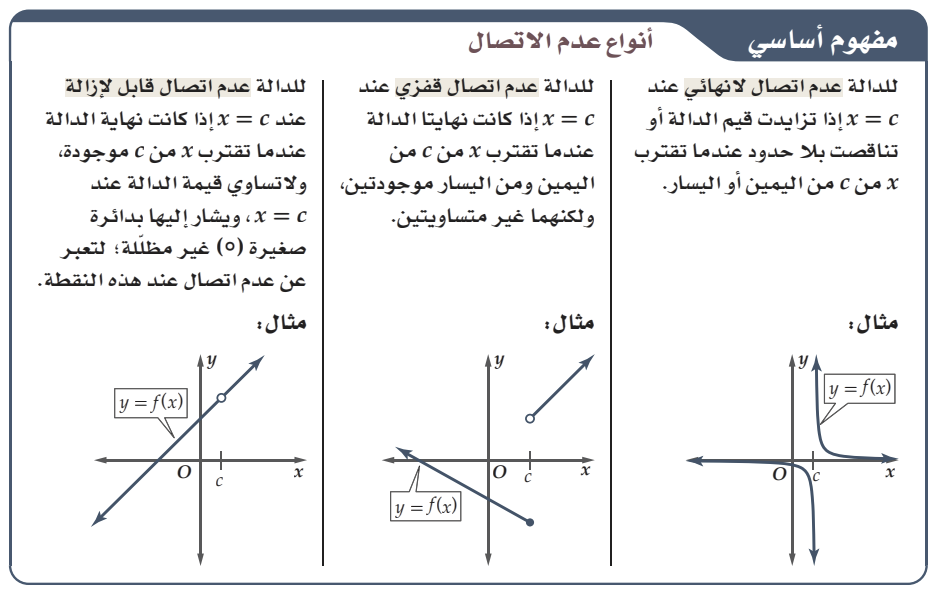 مفهوم أساسي
أنواع عدم الاتصال
للدالة عدم اتصال لانهائي عند
x = c إذا تزايدت قيم الدالة أو
تناقصت بلا حدود عندما تقترب
x من c من اليمين أو اليسار.
مثال:
y
y = f(x)
O
c
x
للدالة عدم اتصال قفزي عند
x = c إذا كانت نهايتا الدالة
عندما تقترب x من c من
اليمين ومن اليسار موجودتين،
ولكنهما غير متساويتين.
مثال:
y
O
c
x
y = f(x)
للدالة عدم اتصال قابل لإزالة
عند x = c إذا كانت نهاية الدالة
عندما تقترب x من c موجودة،
ولاتساوي قيمة الدالة عند
x = c، ويشار إليها بدائرة
صغيرة (○) غير مظلّلة؛ لتعبر
عن عدم اتصال عند هذه النقطة.
مثال:
y
y = f(x)
O
c
x